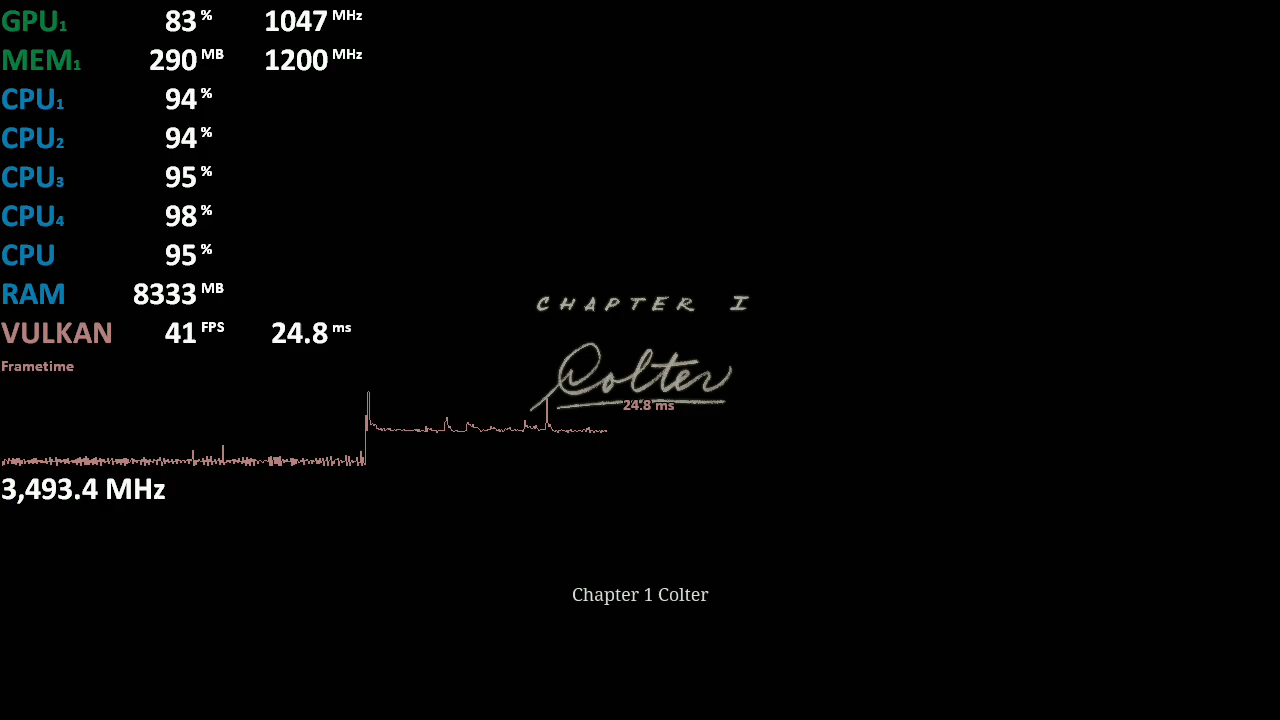 GPU1 83 % 1047 MHz
MEM1 290 MB 1200 MHz
CPU1 94 %
CPU2 94 %
CPU3 95 %
CPU4 98 %
CPU 95 %
RAM 8333 MB
VULKAN 41 FPS 24.8 ms
Frametime
CHAPTER I
Colter
24.8 ms
3,493.4 MHz
Chapter 1 Colter